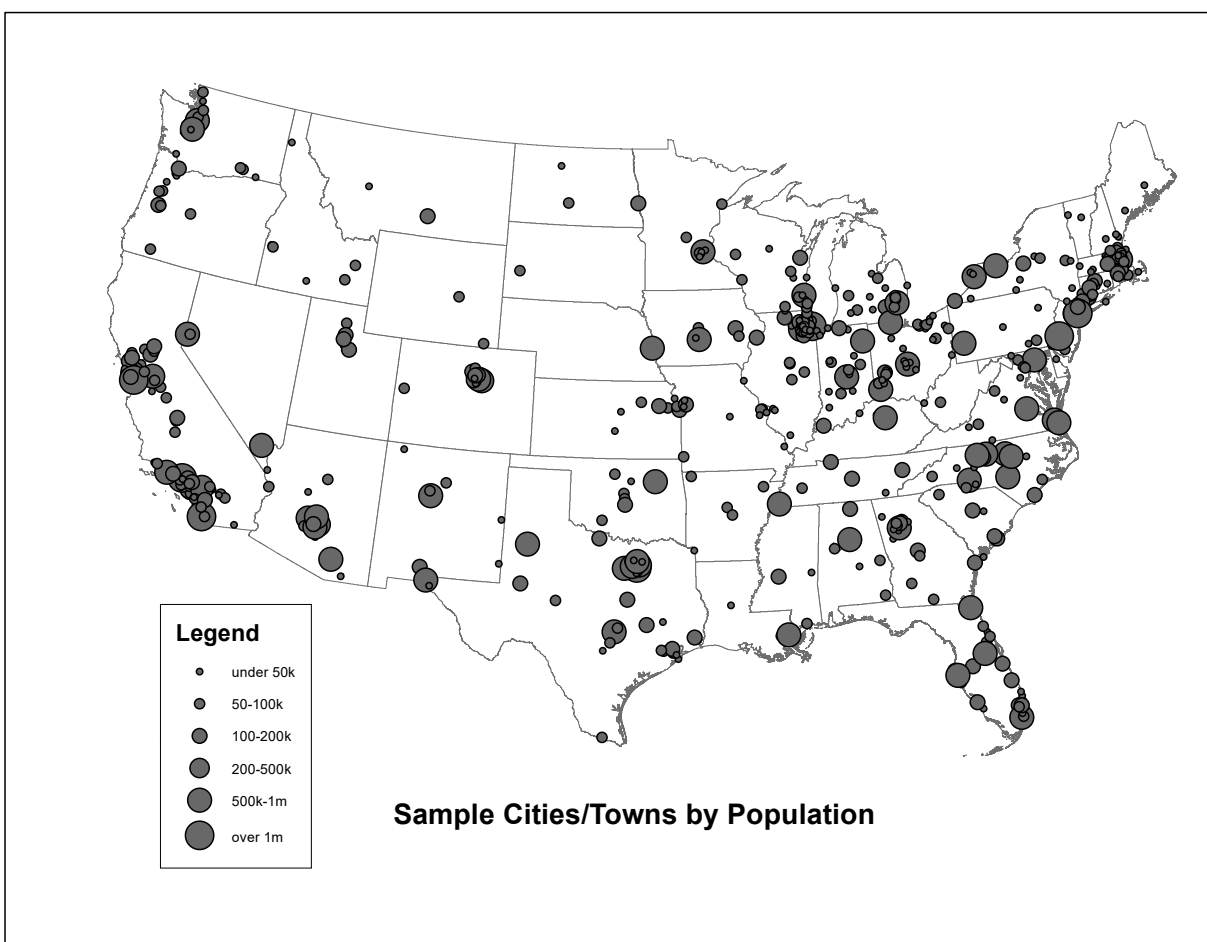 Legend
under 50k
50-100k
100-200k
200-500k
500k-1m
over 1m
Sample Cities/Towns by Population